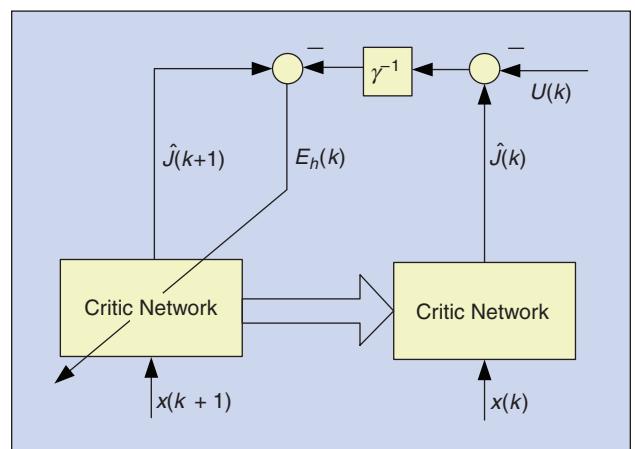 −
−
γ⁻¹
U(k)
Ĵ(k+1)
E_h(k)
Ĵ(k)
Critic Network
Critic Network
x(k + 1)
x(k)